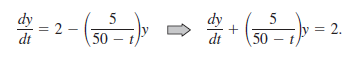 dy/dt = 2 − (5/(50 − t))y ⇨ dy/dt + (5/(50 − t))y = 2.